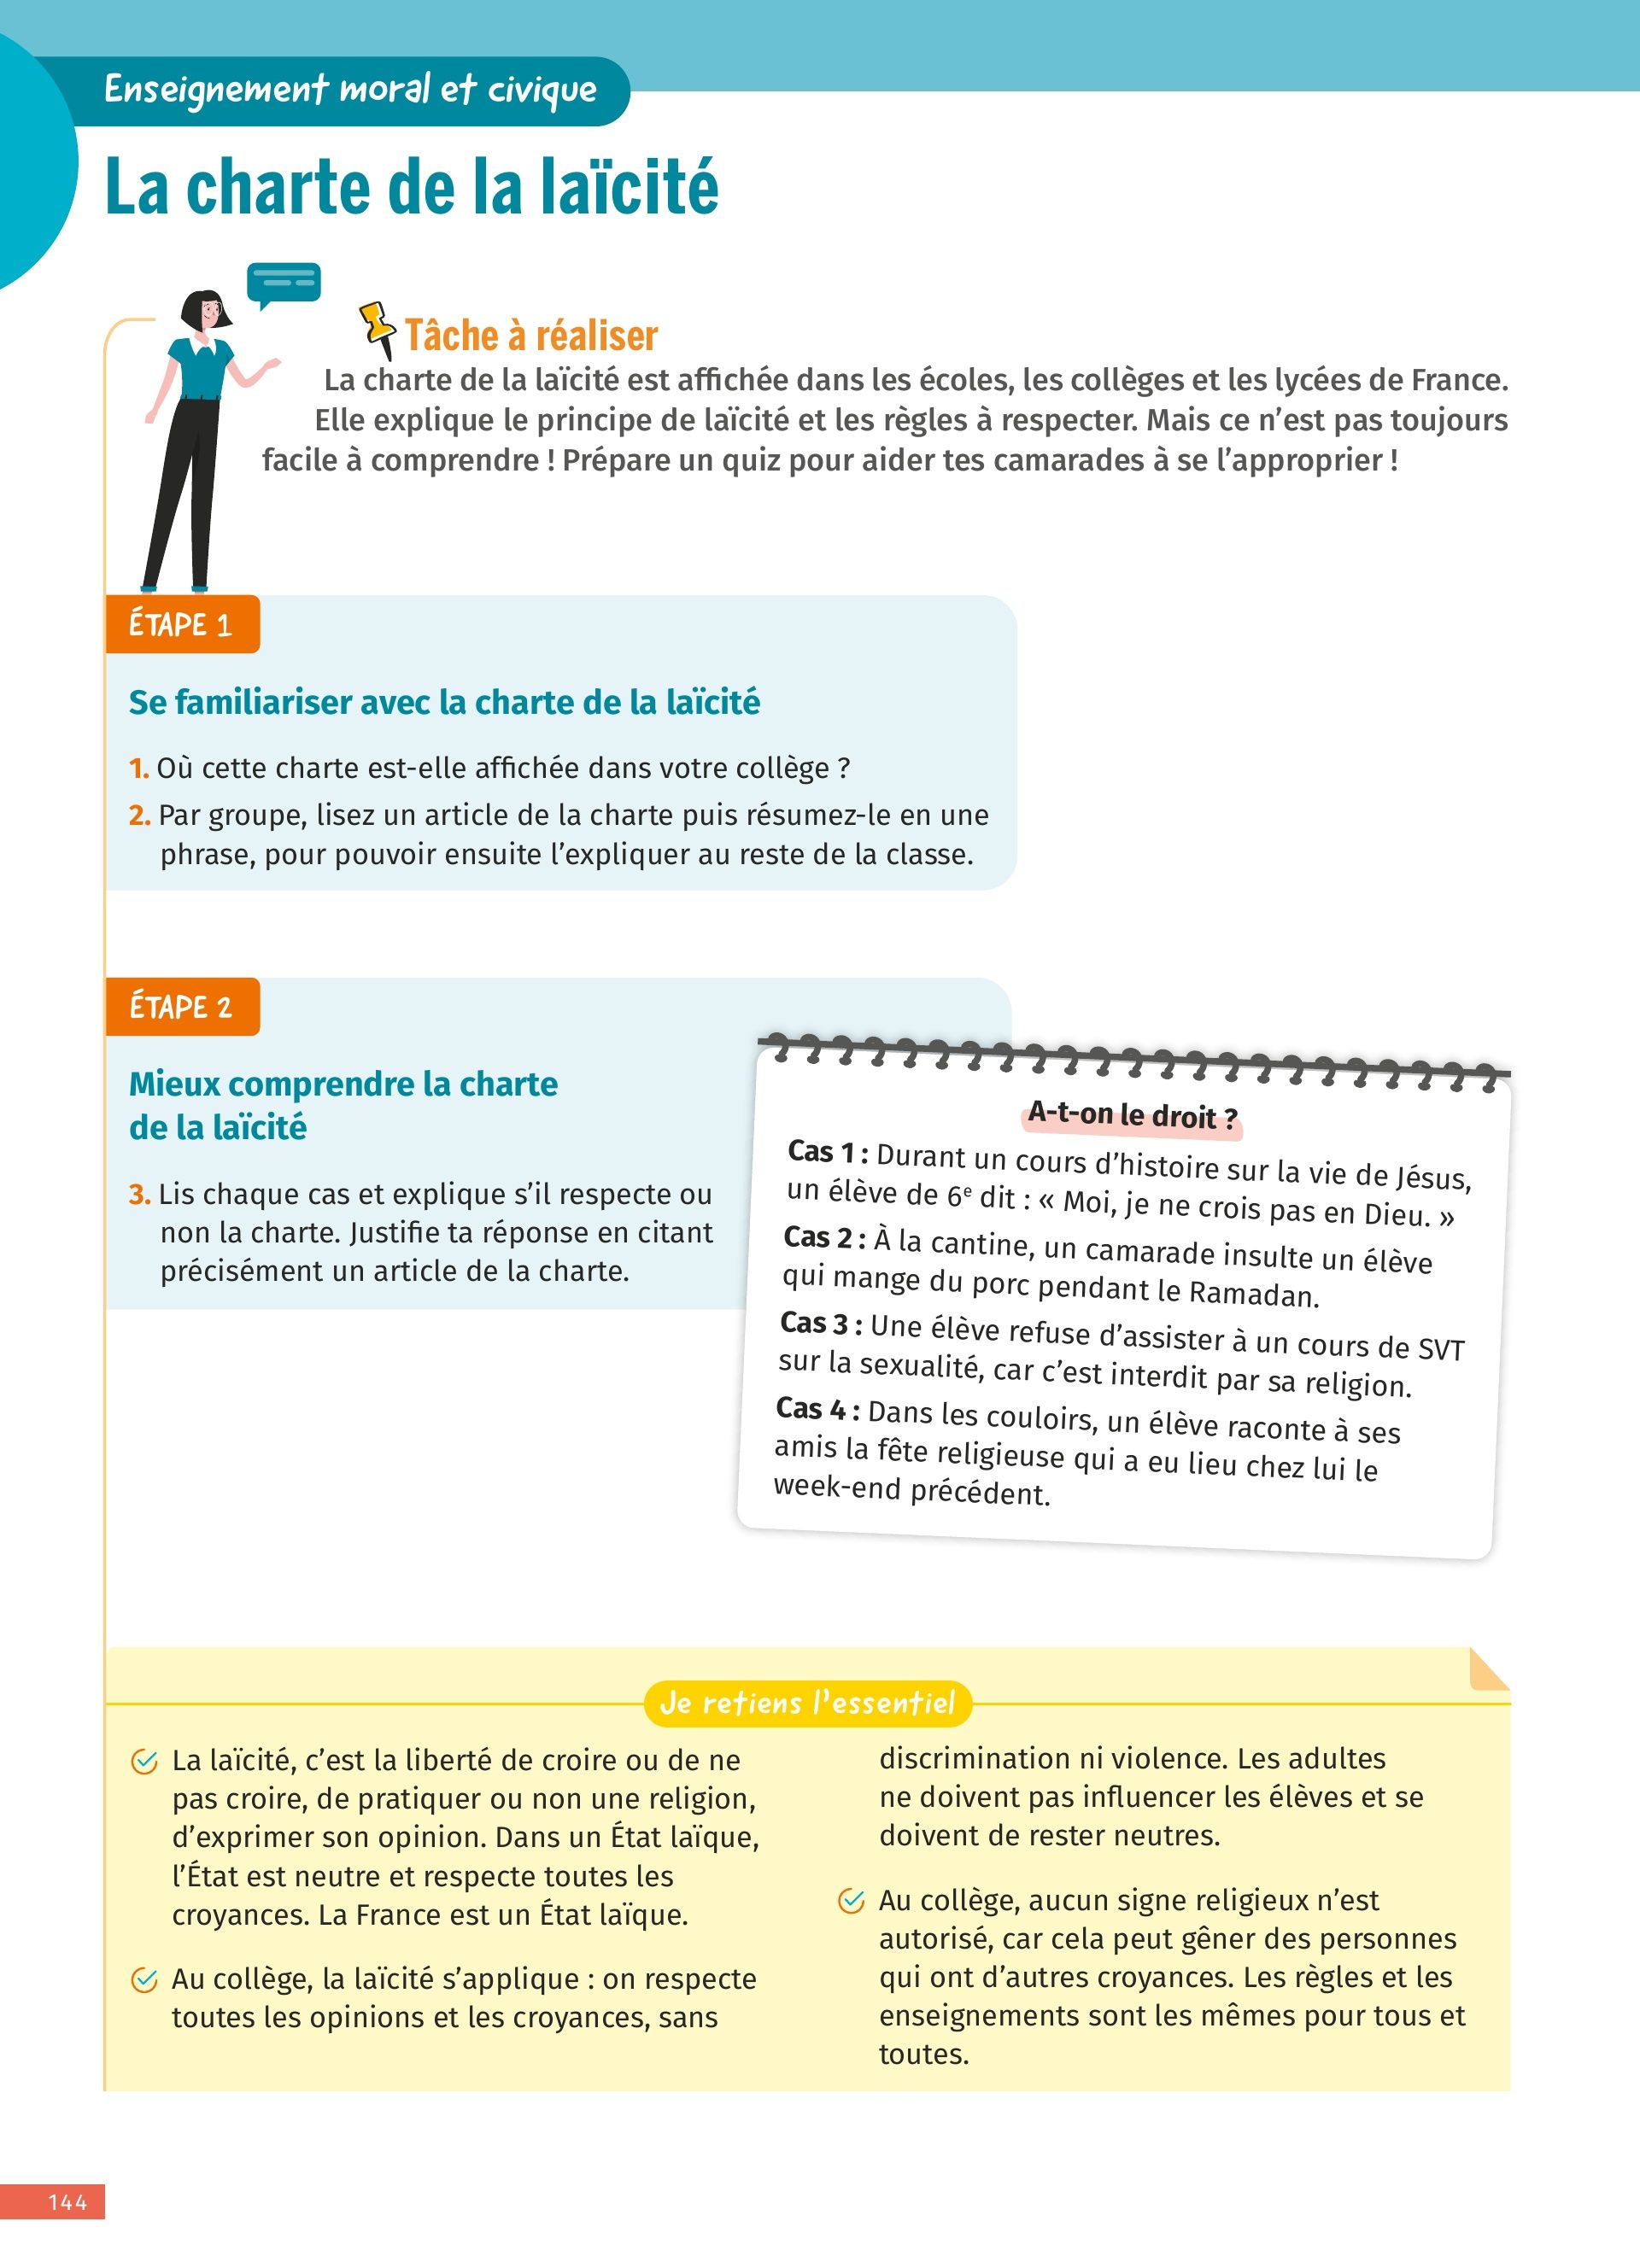 Enseignement moral et civique
La charte de la laïcité
Tâche à réaliser
La charte de la laïcité est affichée dans les écoles, les collèges et les lycées de France.
Elle explique le principe de laïcité et les règles à respecter. Mais ce n’est pas toujours
facile à comprendre ! Prépare un quiz pour aider tes camarades à se l’approprier !
ÉTAPE 1
Se familiariser avec la charte de la laïcité
1. Où cette charte est-elle affichée dans votre collège ?
2. Par groupe, lisez un article de la charte puis résumez-le en une
phrase, pour pouvoir ensuite l’expliquer au reste de la classe.
ÉTAPE 2
Mieux comprendre la charte
de la laïcité
3. Lis chaque cas et explique s’il respecte ou
non la charte. Justifie ta réponse en citant
précisément un article de la charte.
A-t-on le droit ?
Cas 1 : Durant un cours d’histoire sur la vie de Jésus,
un élève de 6e dit : « Moi, je ne crois pas en Dieu. »
Cas 2 : À la cantine, un camarade insulte un élève
qui mange du porc pendant le Ramadan.
Cas 3 : Une élève refuse d’assister à un cours de SVT
sur la sexualité, car c’est interdit par sa religion.
Cas 4 : Dans les couloirs, un élève raconte à ses
amis la fête religieuse qui a eu lieu chez lui le
week-end précédent.
Je retiens l’essentiel
La laïcité, c’est la liberté de croire ou de ne
pas croire, de pratiquer ou non une religion,
d’exprimer son opinion. Dans un État laïque,
l’État est neutre et respecte toutes les
croyances. La France est un État laïque.
Au collège, la laïcité s’applique : on respecte
toutes les opinions et les croyances, sans
discrimination ni violence. Les adultes
ne doivent pas influencer les élèves et se
doivent de rester neutres.
Au collège, aucun signe religieux n’est
autorisé, car cela peut gêner des personnes
qui ont d’autres croyances. Les règles et les
enseignements sont les mêmes pour tous et
toutes.
144